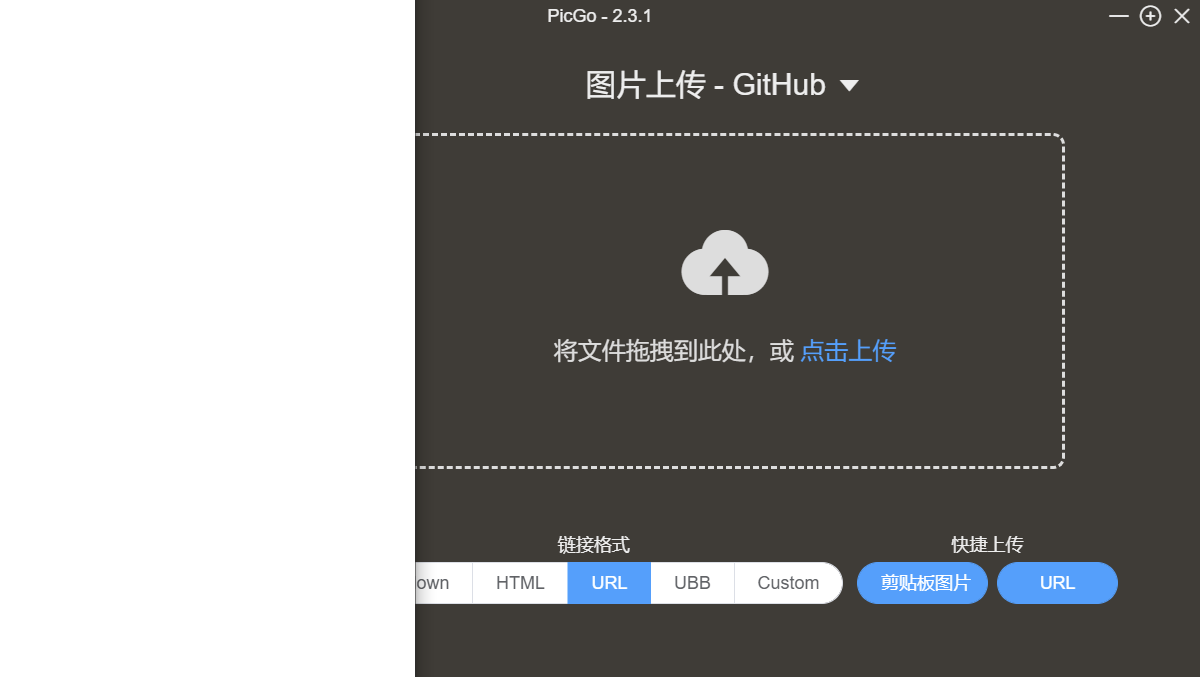 PicGo - 2.3.1
图片上传 - GitHub
将文件拖拽到此处，或 点击上传
链接格式
快捷上传
own HTML URL UBB Custom 剪贴板图片 URL